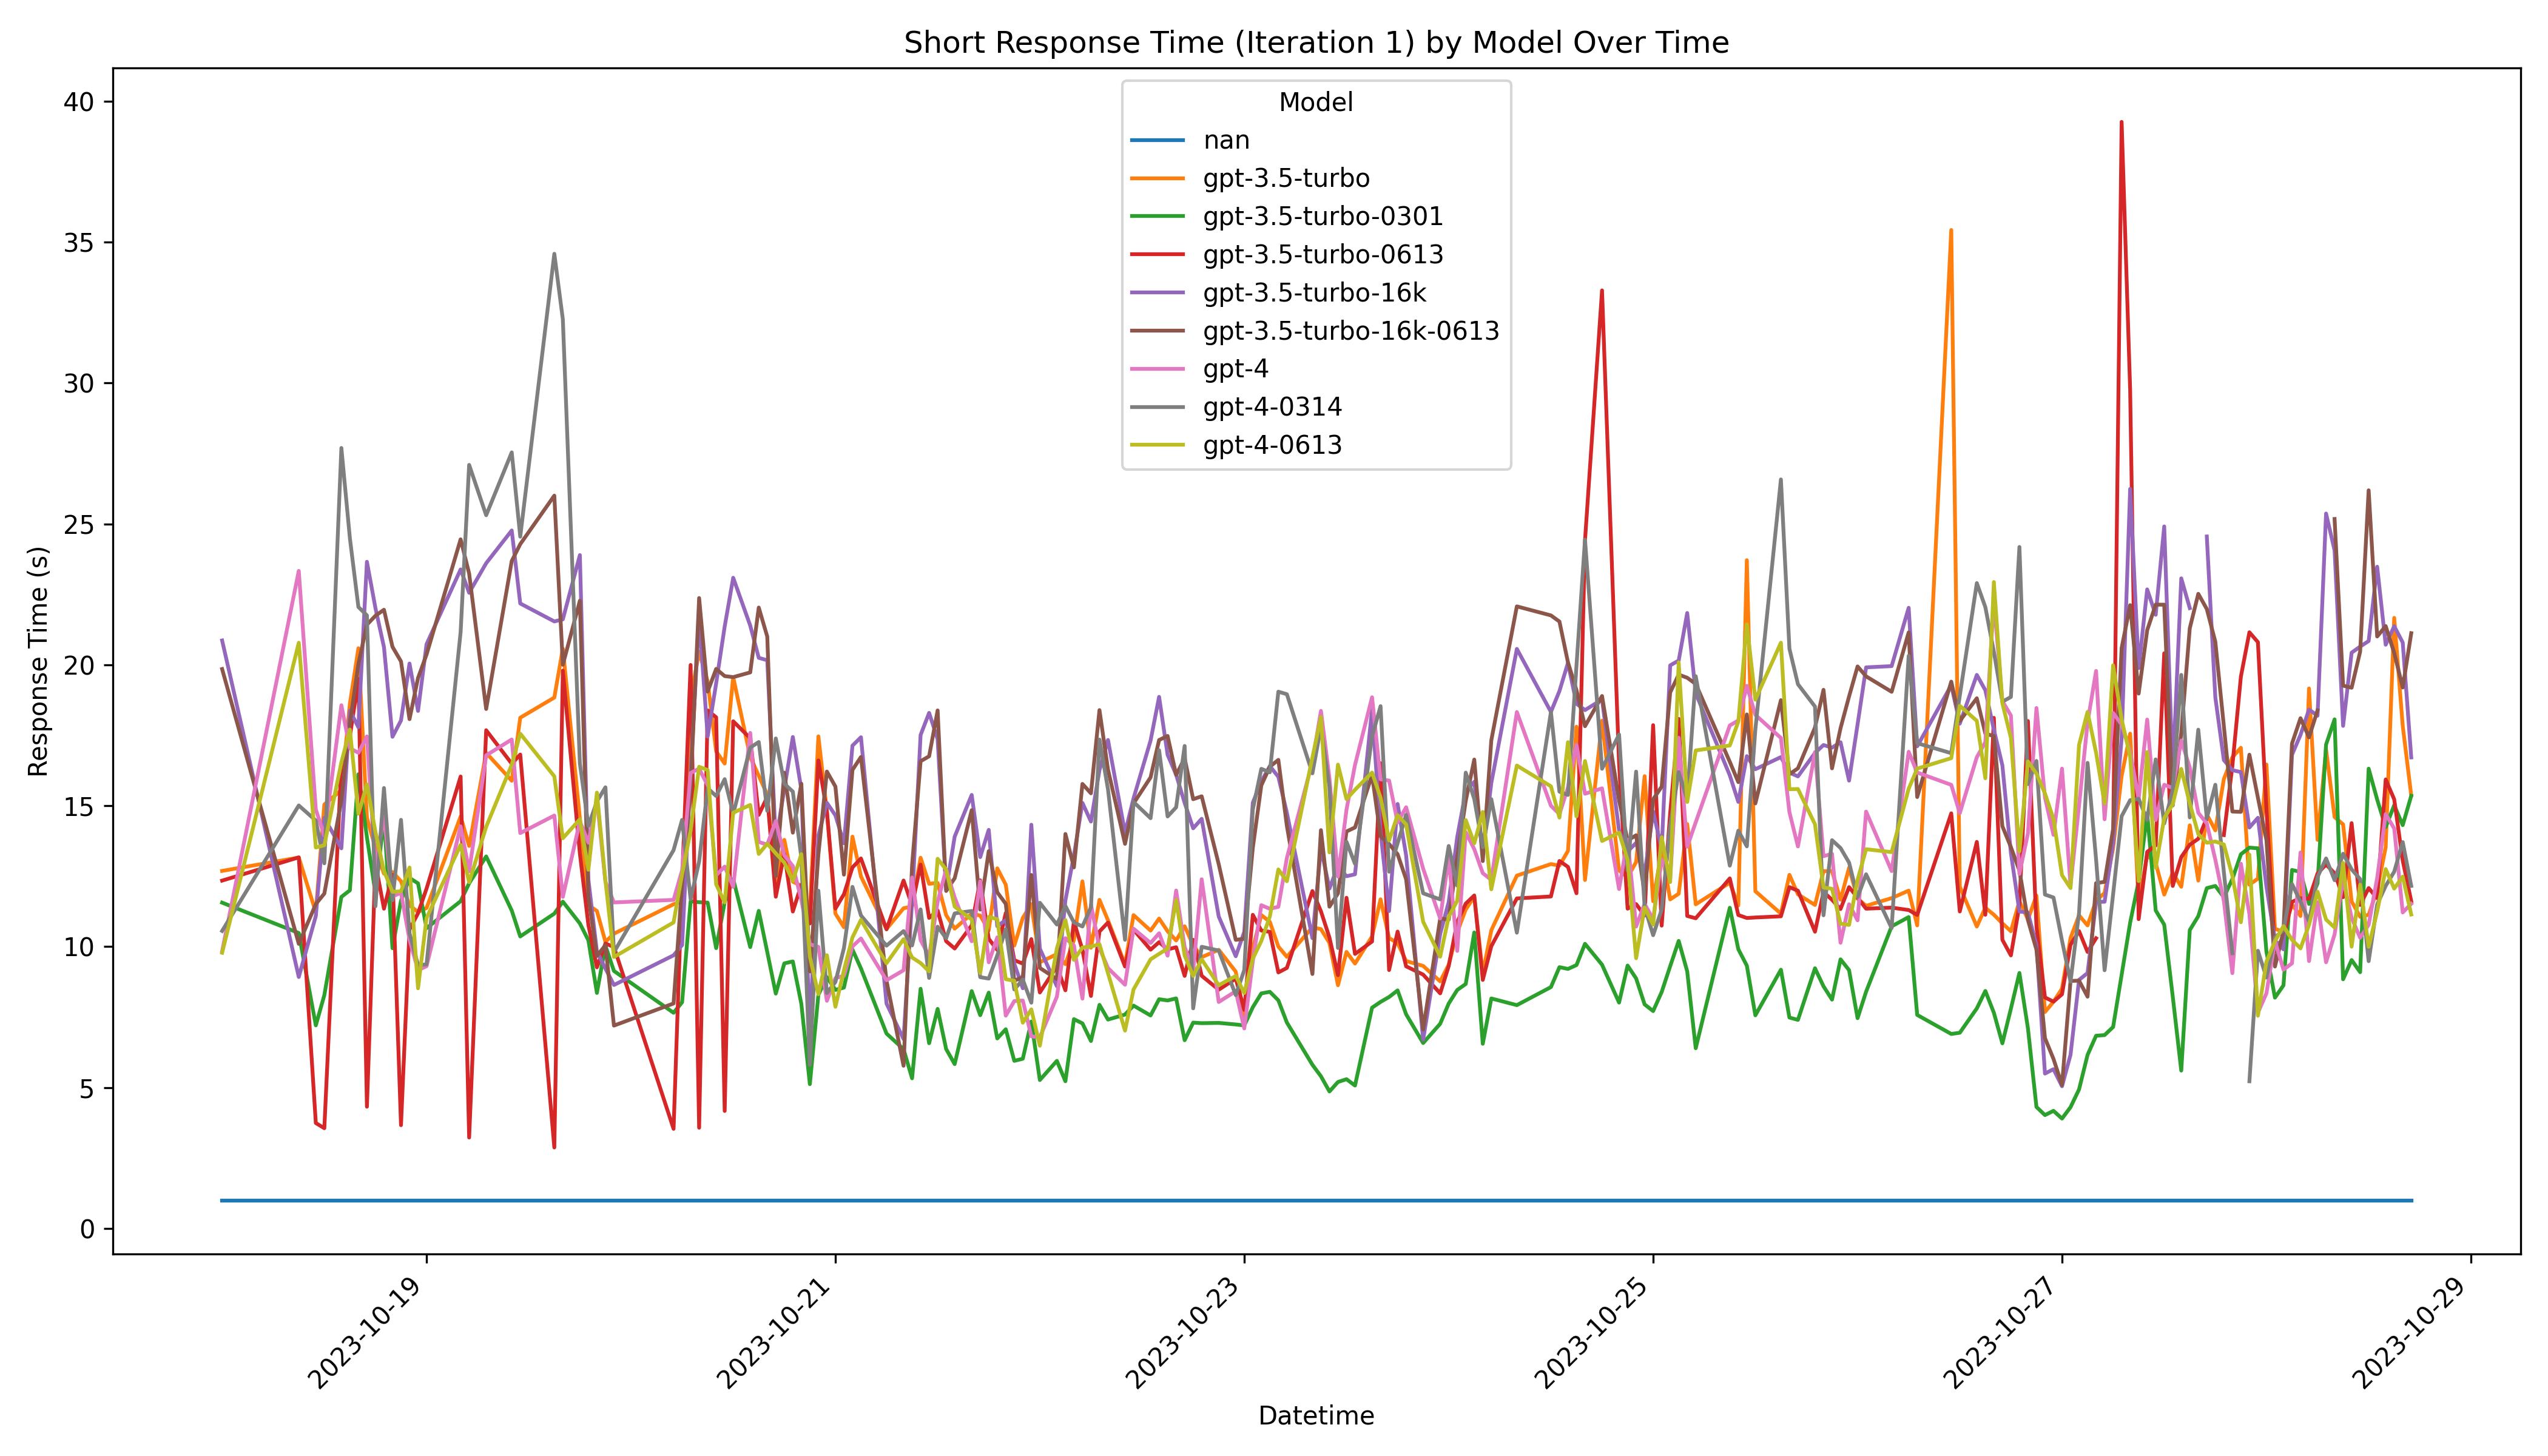 Short Response Time (Iteration 1) by Model Over Time
Model
nan
gpt-3.5-turbo
gpt-3.5-turbo-0301
gpt-3.5-turbo-0613
gpt-3.5-turbo-16k
gpt-3.5-turbo-16k-0613
gpt-4
gpt-4-0314
gpt-4-0613
Response Time (s)
40
35
30
25
20
15
10
5
0
2023-10-19
2023-10-21
2023-10-23
2023-10-25
2023-10-27
2023-10-29
Datetime